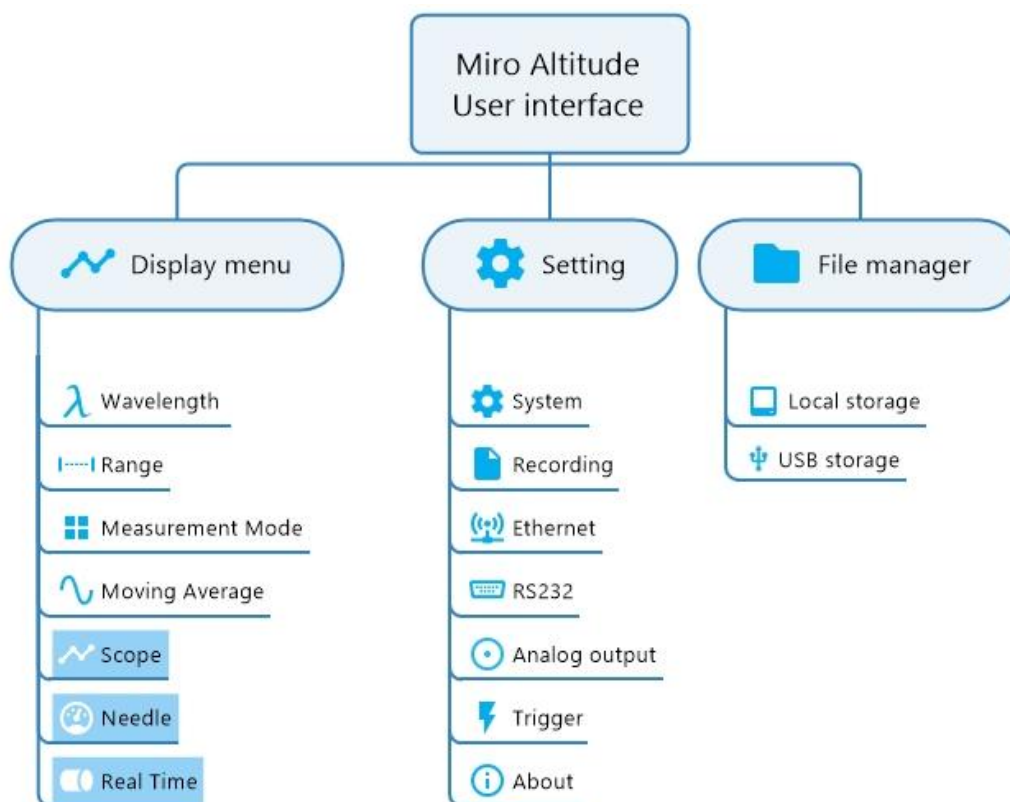 Miro Altitude
User interface
Display menu
Wavelength
Range
Measurement Mode
Moving Average
Scope
Needle
Real Time
Setting
System
Recording
Ethernet
RS232
Analog output
Trigger
About
File manager
Local storage
USB storage